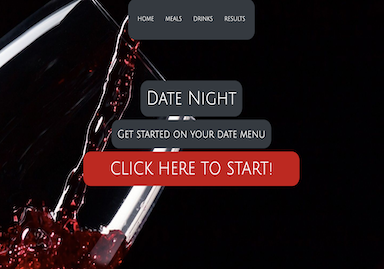 HOME MEALS DRINKS RESULTS
Date Night
Get started on your date menu
CLICK HERE TO START!